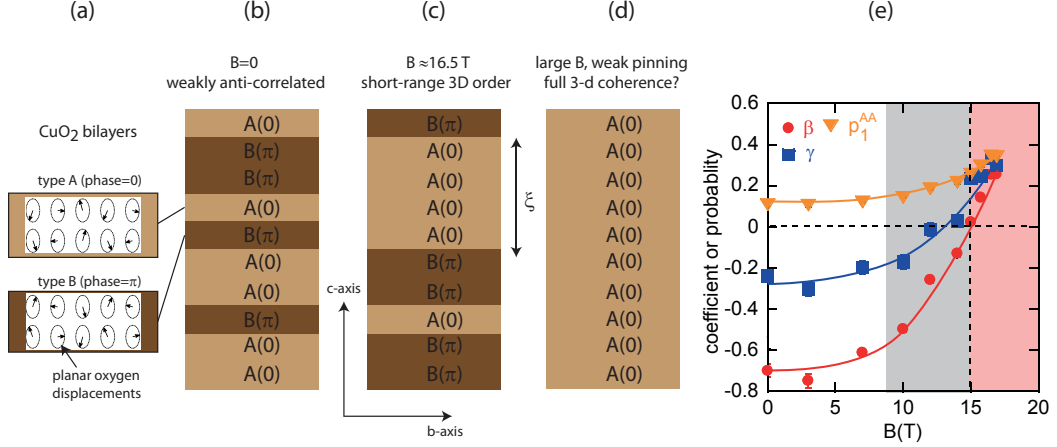 (a)
(b)
(c)
(d)
(e)
CuO2 bilayers
type A (phase=0)
type B (phase=π)
planar oxygen
displacements
B=0
weakly anti-correlated
A(0)
B(π)
B(π)
A(0)
B(π)
A(0)
A(0)
B(π)
A(0)
A(0)
c-axis
b-axis
B ≈16.5 T
short-range 3D order
B(π)
A(0)
A(0)
A(0)
A(0)
B(π)
B(π)
A(0)
B(π)
B(π)
ξc
large B, weak pinning
full 3-d coherence?
A(0)
A(0)
A(0)
A(0)
A(0)
A(0)
A(0)
A(0)
A(0)
A(0)
coefficient or probablity
0.6
0.4
0.2
0
-0.2
-0.4
-0.6
-0.8
β
p1AA
γ
0 5 10 15 20
B(T)